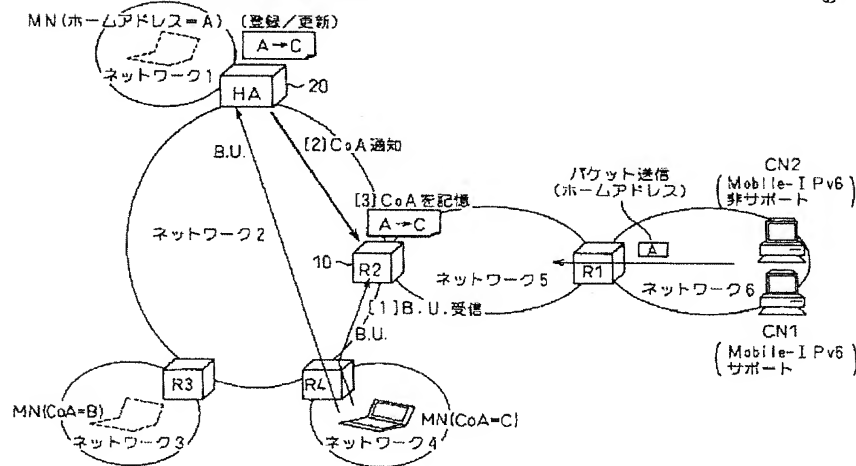 MN(ホームアドレス=A)
(登録/更新)
A→C
ネットワーク1
HA
20
B.U.
[2]CoA通知
[3]CoAを記憶
A→C
パケット送信
(ホームアドレス)
A
CN2
(Mobile-IPv6
非サポート)
ネットワーク2
10
R2
ネットワーク5
R1
ネットワーク6
[1]B.U.受信
B.U.
CN1
(Mobile-IPv6
サポート)
R3
R4
MN(CoA=B)
ネットワーク3
MN(CoA=C)
ネットワーク4